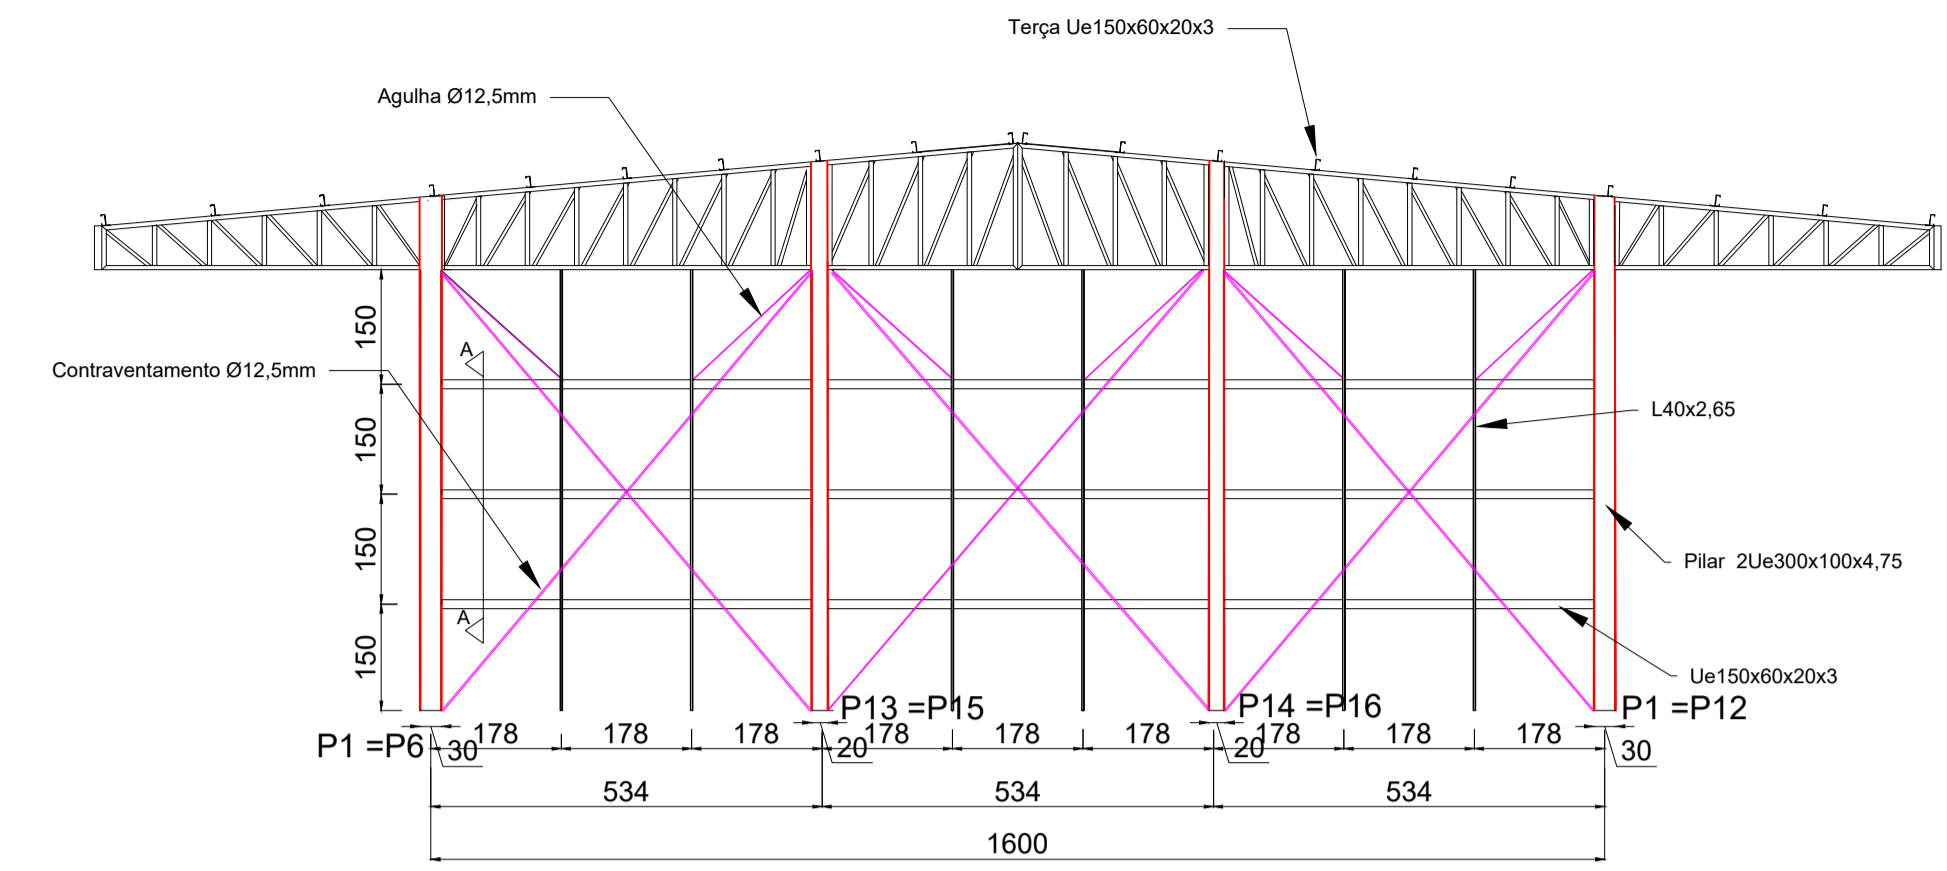 Terça Ue150x60x20x3
Agulha Ø12,5mm
150
A
Contraventamento Ø12,5mm
L40x2,65
150
150
Pilar 2Ue300x100x4,75
A
150
Ue150x60x20x3
P13 =P15
P14 =P16
P1 =P12
P1 =P6
178
178
178
178
178
178
178
178
178
30
20
20
30
534
534
534
1600